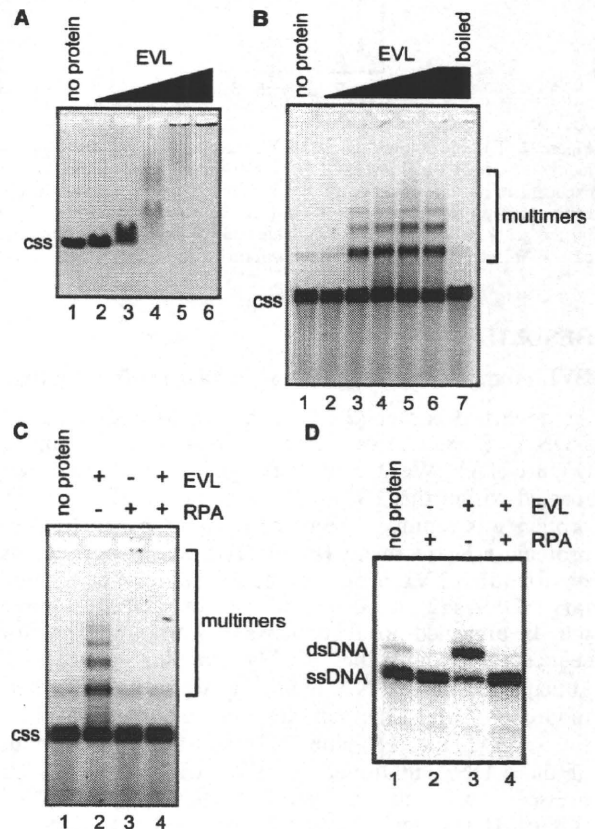 A
no protein
EVL
css
1 2 3 4 5 6
B
no protein
EVL
boiled
multimers
css
1 2 3 4 5 6 7
C
no protein
+ - + EVL
- + + RPA
multimers
css
1 2 3 4
D
no protein
- + + EVL
+ - + RPA
dsDNA
ssDNA
1 2 3 4